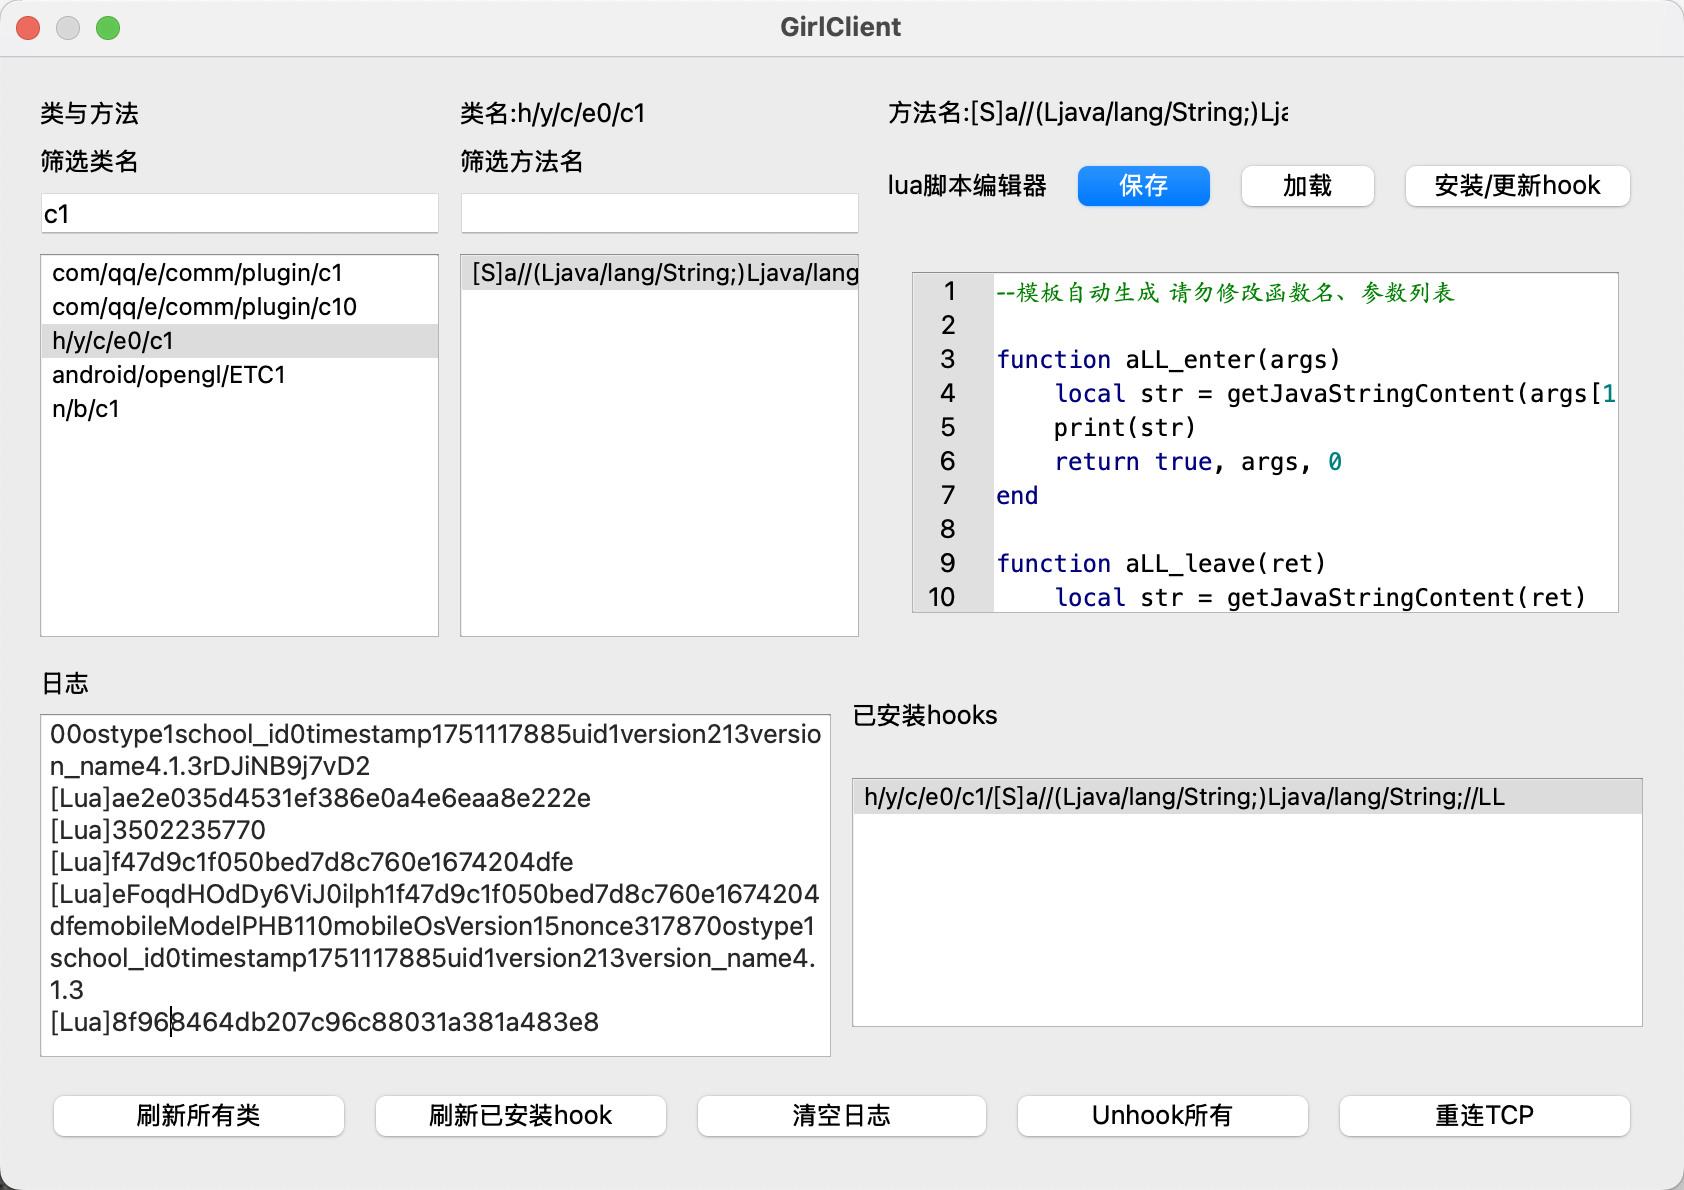 GirlClient
类与方法
筛选类名
c1
com/qq/e/comm/plugin/c1
com/qq/e/comm/plugin/c10
h/y/c/e0/c1
android/opengl/ETC1
n/b/c1
类名:h/y/c/e0/c1
筛选方法名
[S]a//(Ljava/lang/String;)Ljava/lang
方法名:[S]a//(Ljava/lang/String;)Lja
lua脚本编辑器 保存 加载 安装/更新hook
1 --模板自动生成 请勿修改函数名、参数列表
2
3 function aLL_enter(args)
4 local str = getJavaStringContent(args[1
5 print(str)
6 return true, args, 0
7 end
8
9 function aLL_leave(ret)
10 local str = getJavaStringContent(ret)
日志
00ostype1school_id0timestamp1751117885uid1version213versio
n_name4.1.3rDJiNB9j7vD2
[Lua]ae2e035d4531ef386e0a4e6eaa8e222e
[Lua]3502235770
[Lua]f47d9c1f050bed7d8c760e1674204dfe
[Lua]eFoqdHOdDy6ViJ0ilph1f47d9c1f050bed7d8c760e1674204
dfemobileModelPHB110mobileOsVersion15nonce317870ostype1
school_id0timestamp1751117885uid1version213version_name4.
1.3
[Lua]8f968464db207c96c88031a381a483e8
已安装hooks
h/y/c/e0/c1/[S]a//(Ljava/lang/String;)Ljava/lang/String;//LL
刷新所有类 刷新已安装hook 清空日志 Unhook所有 重连TCP